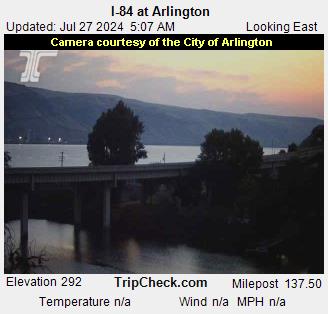 I-84 at Arlington
Updated: Jul 27 2024 5:07 AM Looking East
Camera courtesy of the City of Arlington
Elevation 292 TripCheck.com Milepost 137.50
Temperature n/a Wind n/a MPH n/a